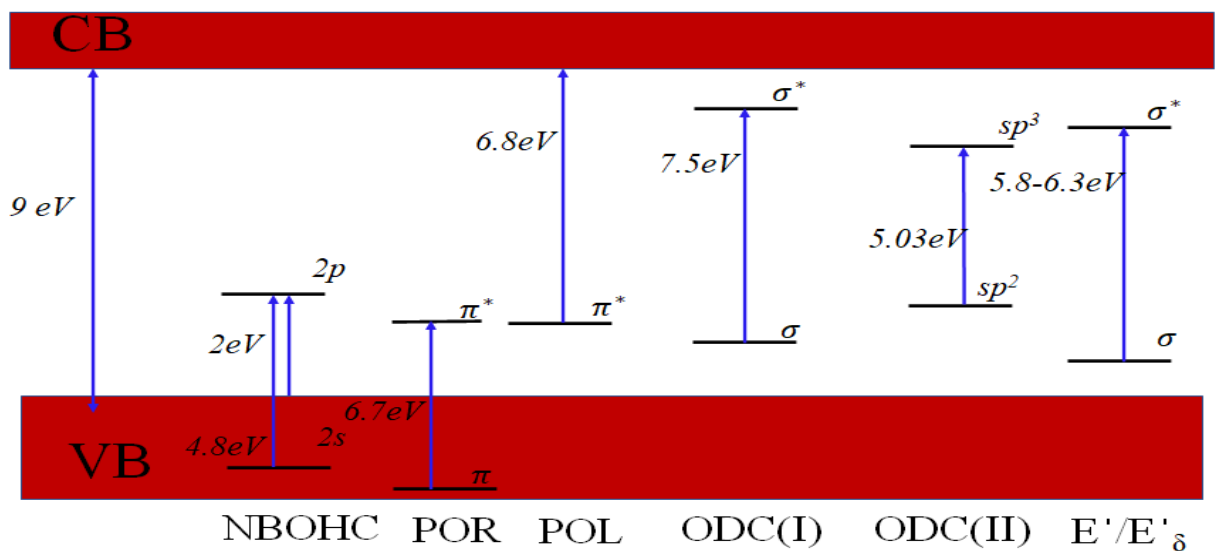 CB
σ*
sp³
σ*
6.8eV
7.5eV
5.8-6.3eV
9 eV
5.03eV
2p
π*
π*
sp²
2eV
σ
σ
6.7eV
4.8eV
2s
VB
π
NBOHC POR POL ODC(I) ODC(II) E'/E'δ